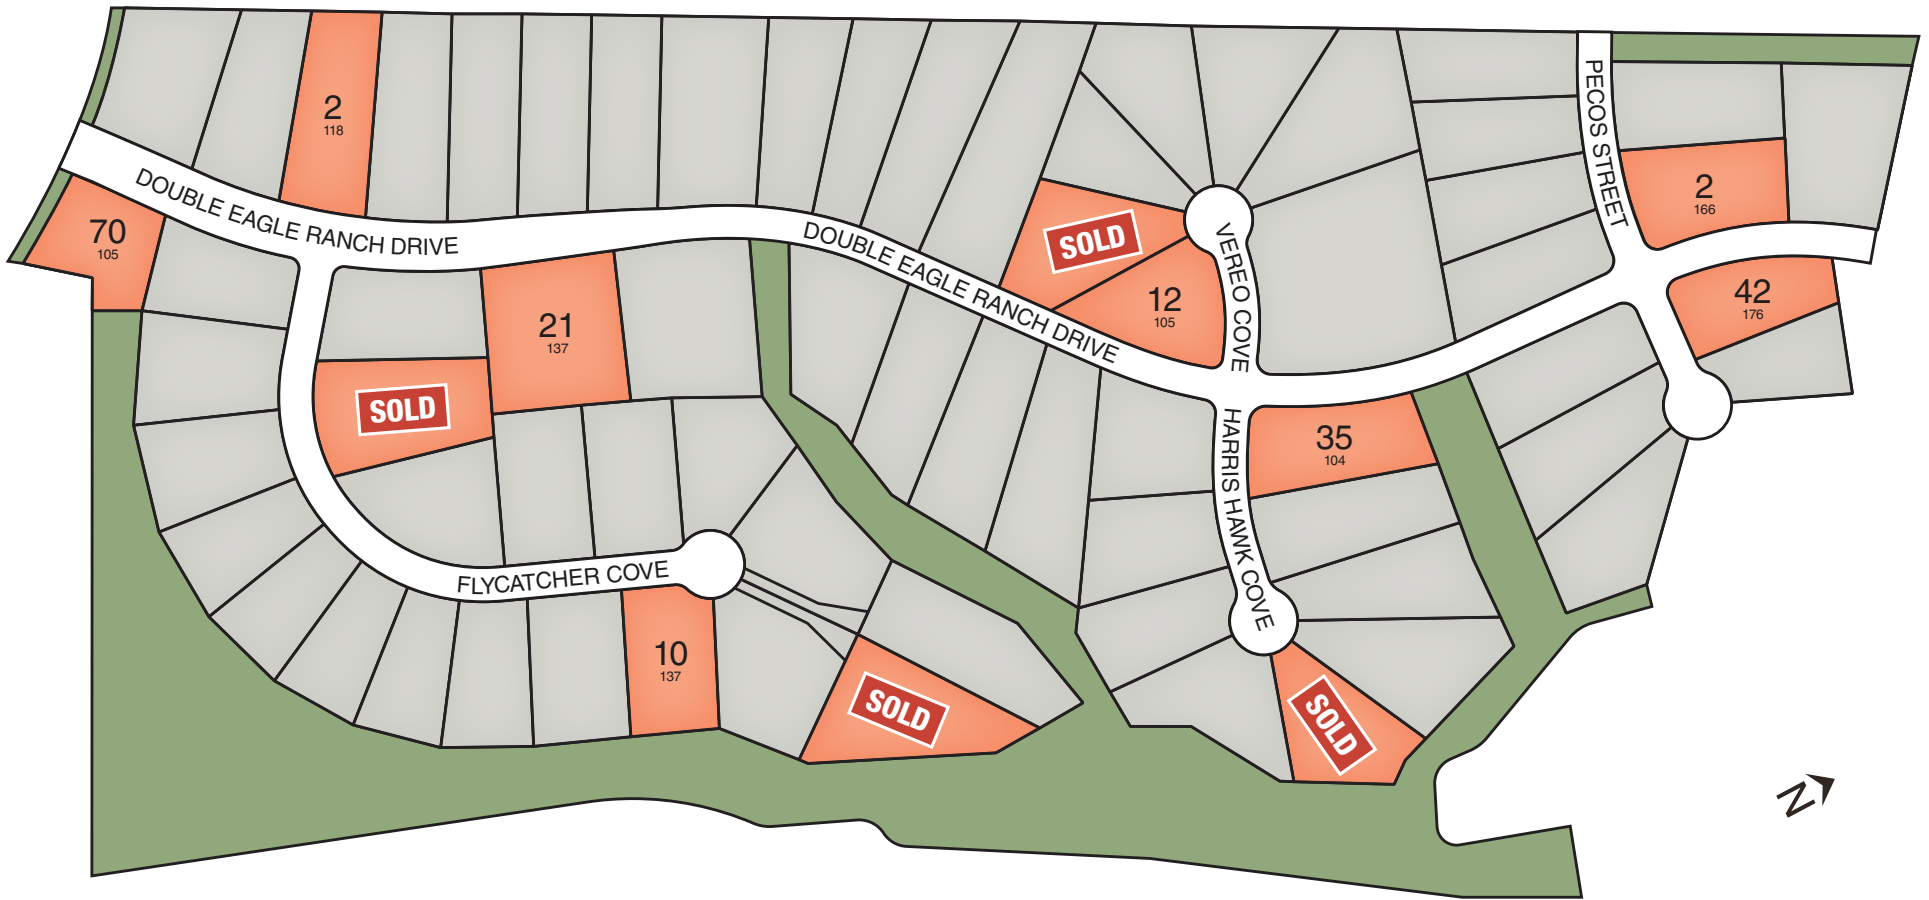 2
118
PECOS STREET
DOUBLE EAGLE RANCH DRIVE
2
166
70
105
SOLD
DOUBLE EAGLE RANCH DRIVE
VEREO COVE
12
105
42
176
21
137
SOLD
HARRIS HAWK COVE
35
104
FLYCATCHER COVE
10
137
SOLD
SOLD
N